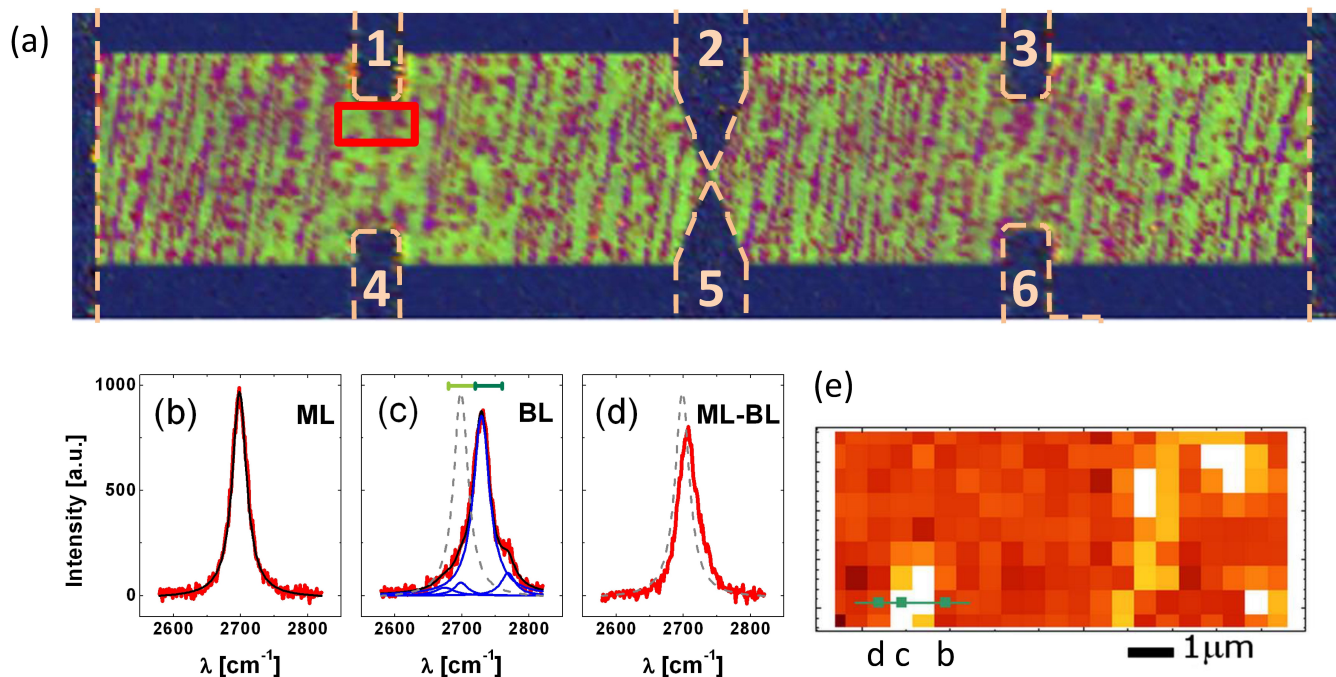 (a)
1 2 3
4 5 6
(b) ML
(c) BL
(d) ML-BL
(e)
1000
500
0
Intensity [a.u.]
2600 2700 2800 2600 2700 2800 2600 2700 2800
λ [cm⁻¹] λ [cm⁻¹] λ [cm⁻¹]
d c b
1μm